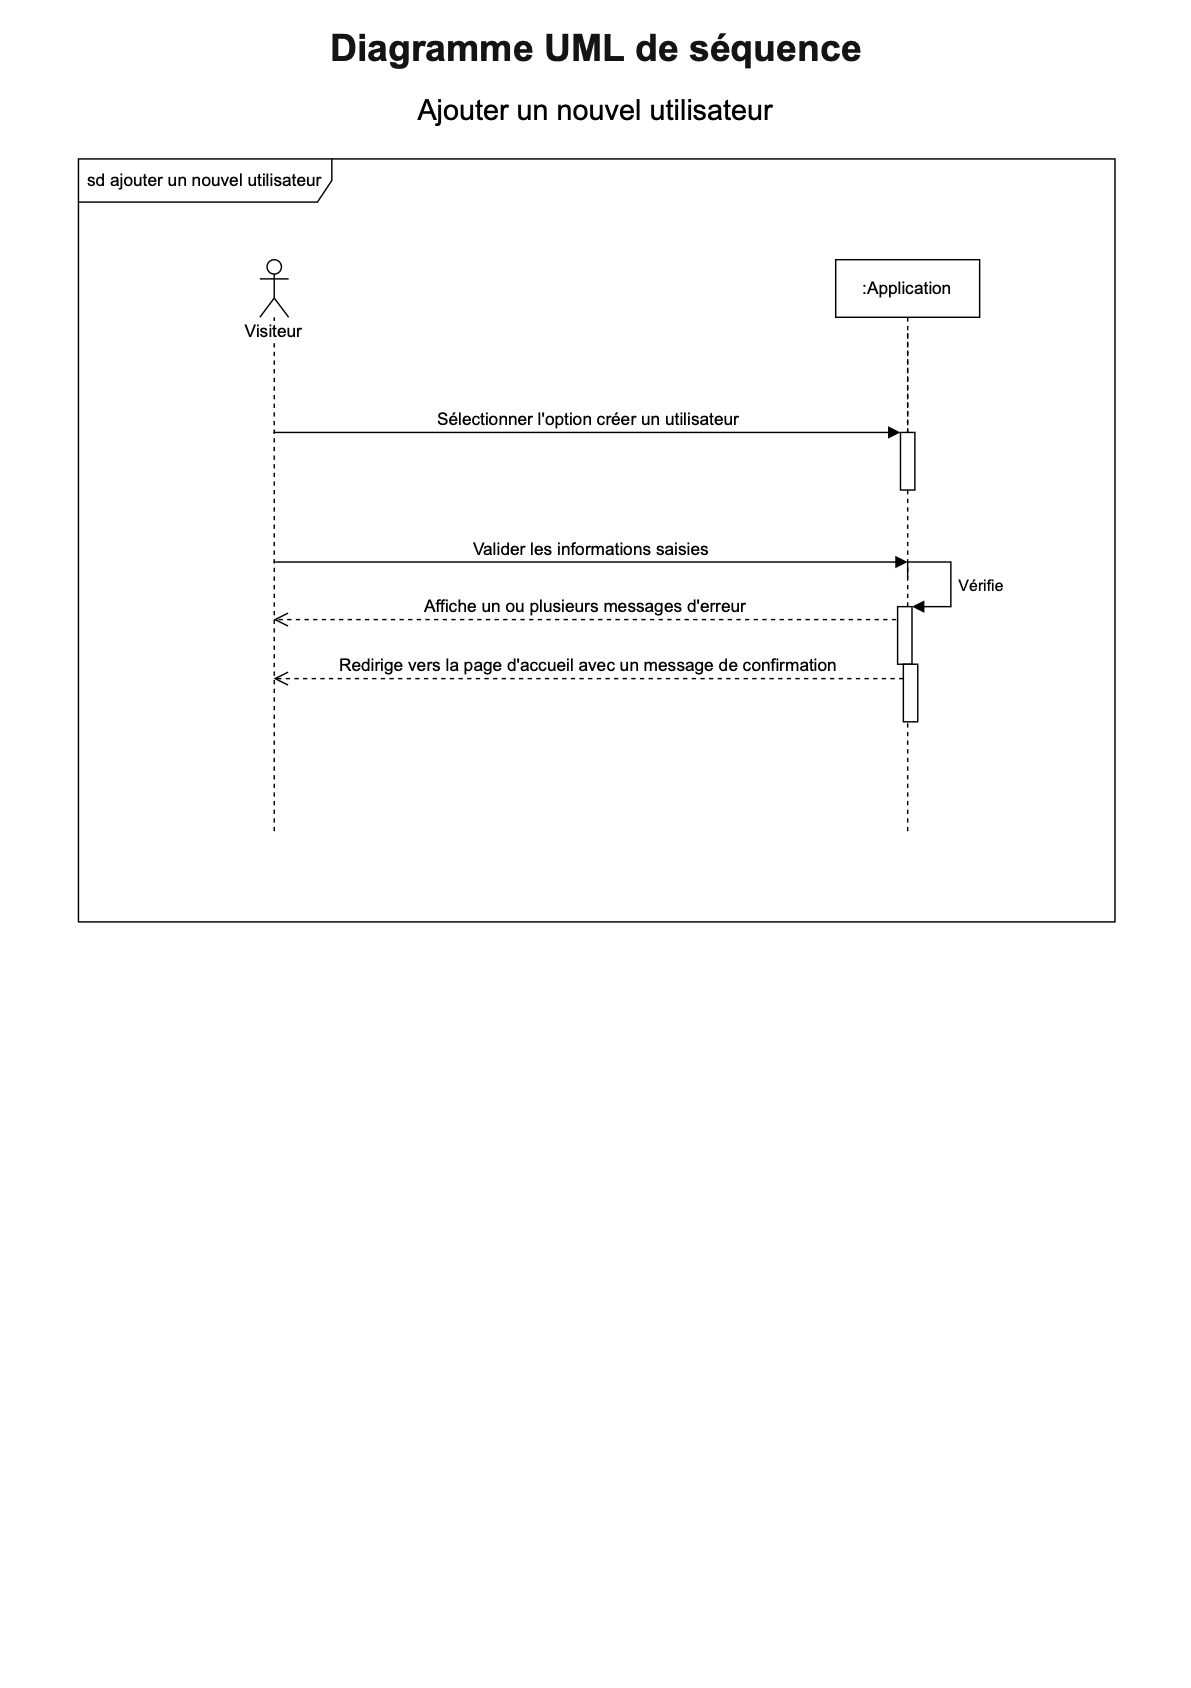 Diagramme UML de séquence
Ajouter un nouvel utilisateur
sd ajouter un nouvel utilisateur
:Application
Visiteur
Sélectionner l'option créer un utilisateur
Valider les informations saisies
Vérifie
Affiche un ou plusieurs messages d'erreur
Redirige vers la page d'accueil avec un message de confirmation